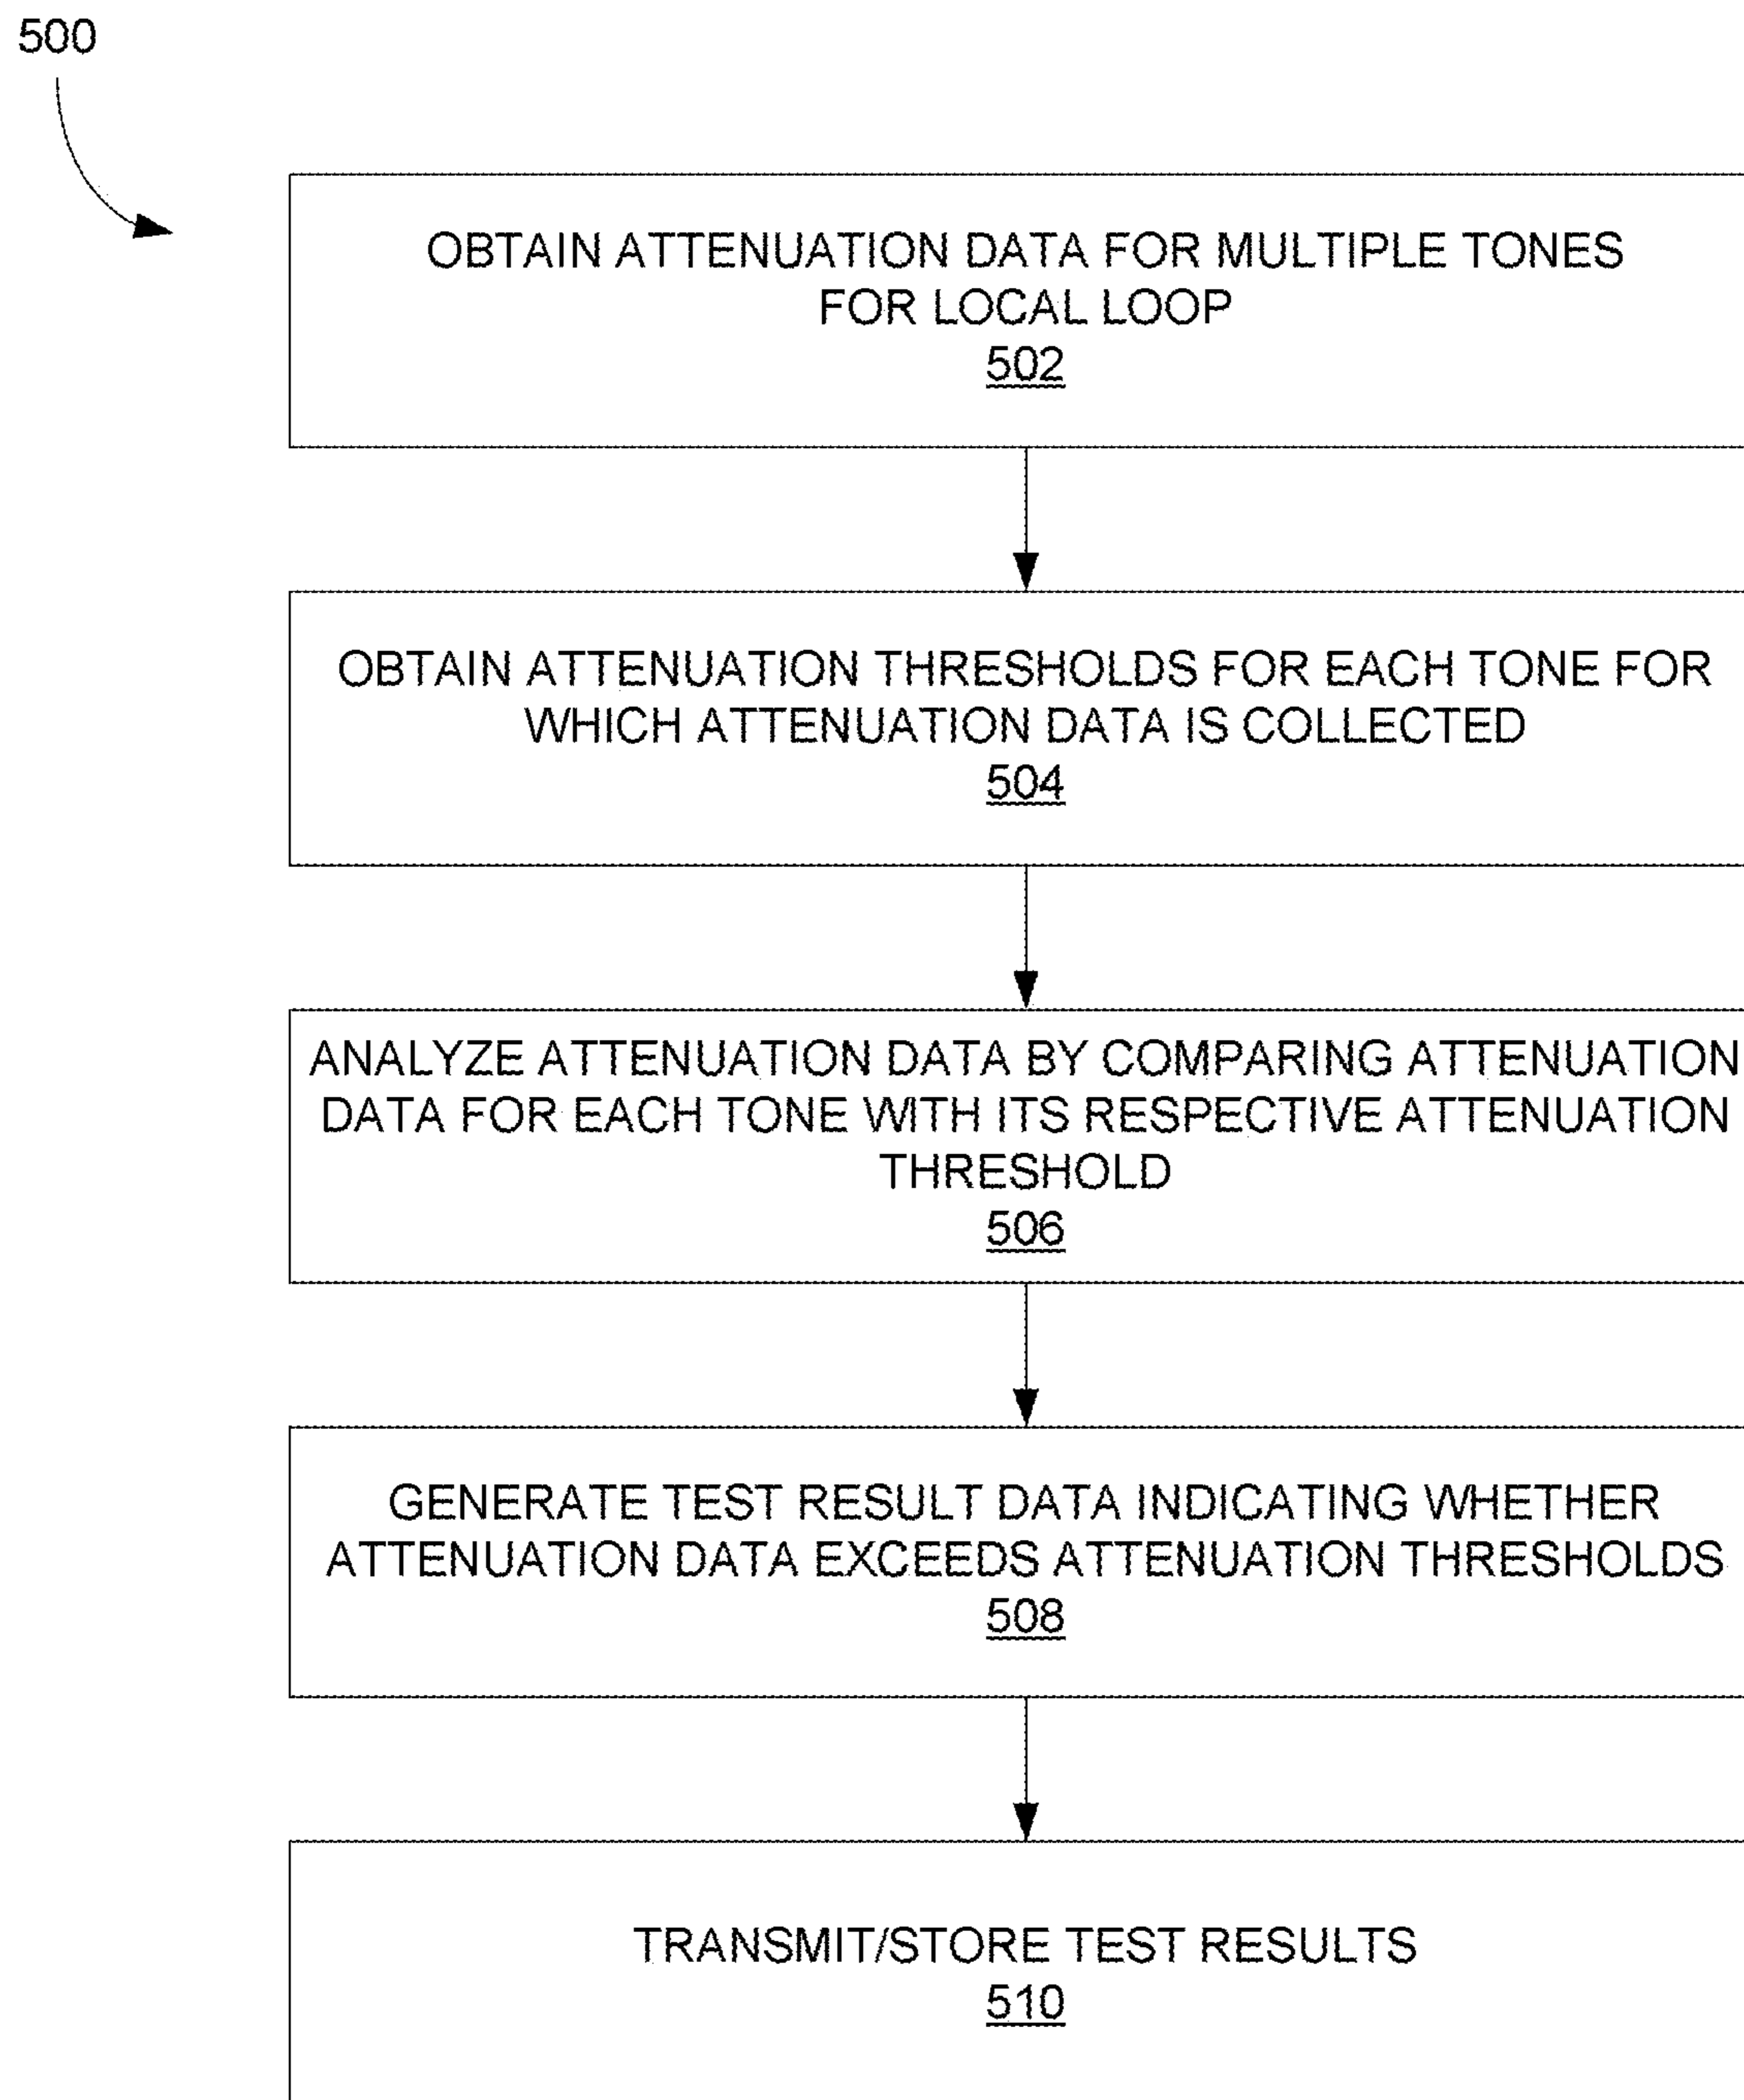 500
OBTAIN ATTENUATION DATA FOR MULTIPLE TONES
FOR LOCAL LOOP
502
OBTAIN ATTENUATION THRESHOLDS FOR EACH TONE FOR
WHICH ATTENUATION DATA IS COLLECTED
504
ANALYZE ATTENUATION DATA BY COMPARING ATTENUATION
DATA FOR EACH TONE WITH ITS RESPECTIVE ATTENUATION
THRESHOLD
506
GENERATE TEST RESULT DATA INDICATING WHETHER
ATTENUATION DATA EXCEEDS ATTENUATION THRESHOLDS
508
TRANSMIT/STORE TEST RESULTS
510